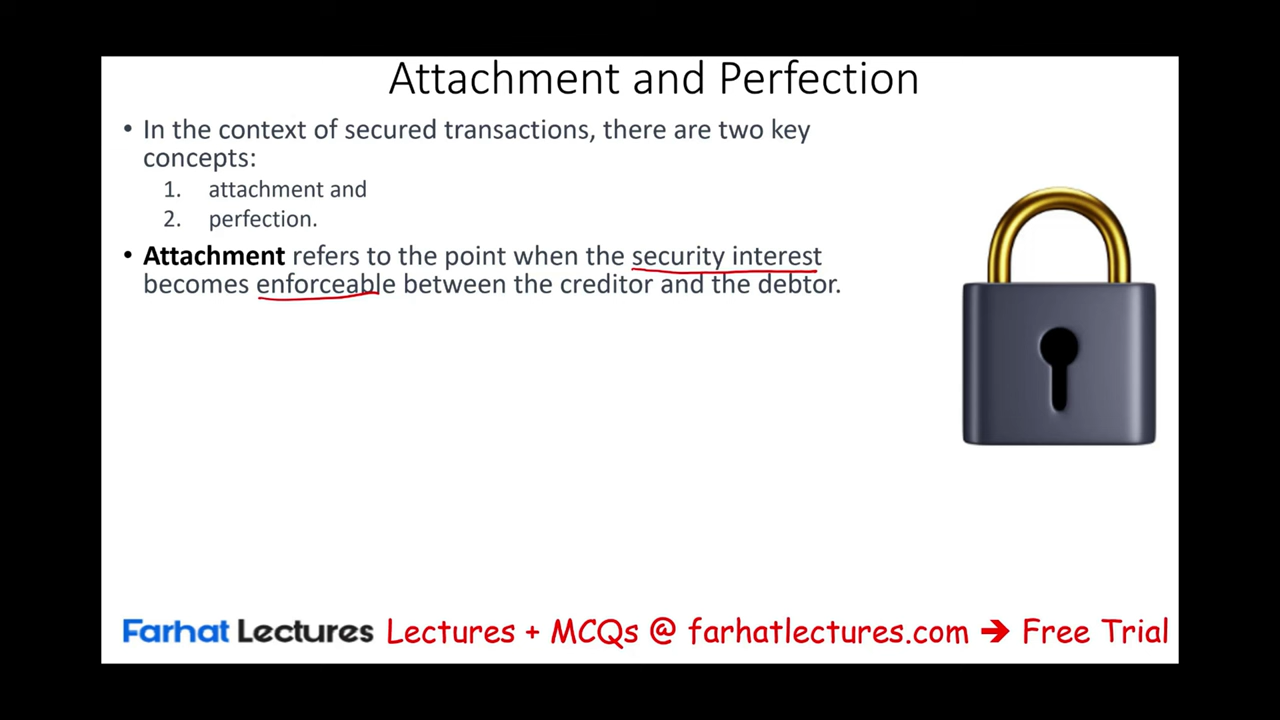 Attachment and Perfection
• In the context of secured transactions, there are two key
concepts:
1. attachment and
2. perfection.
• Attachment refers to the point when the security interest
becomes enforceable between the creditor and the debtor.
Farhat Lectures Lectures + MCQs @ farhatlectures.com → Free Trial